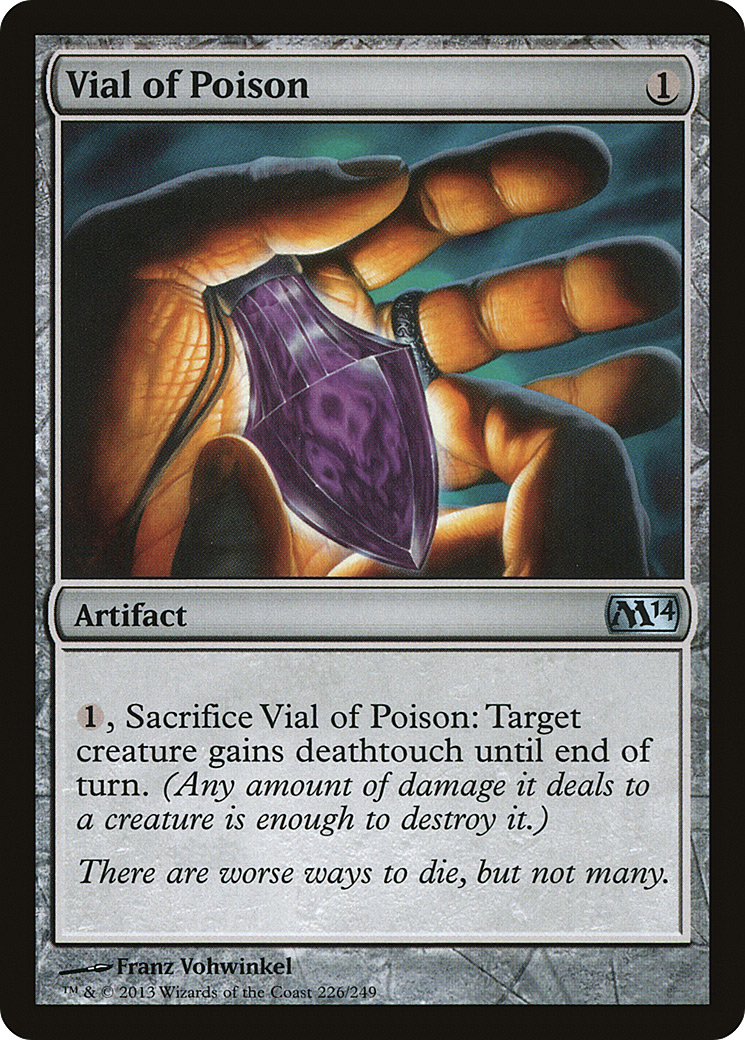 Vial of Poison 1
Artifact M14
1, Sacrifice Vial of Poison: Target
creature gains deathtouch until end of
turn. (Any amount of damage it deals to
a creature is enough to destroy it.)
There are worse ways to die, but not many.
Franz Vohwinkel
™ & © 2013 Wizards of the Coast 226/249